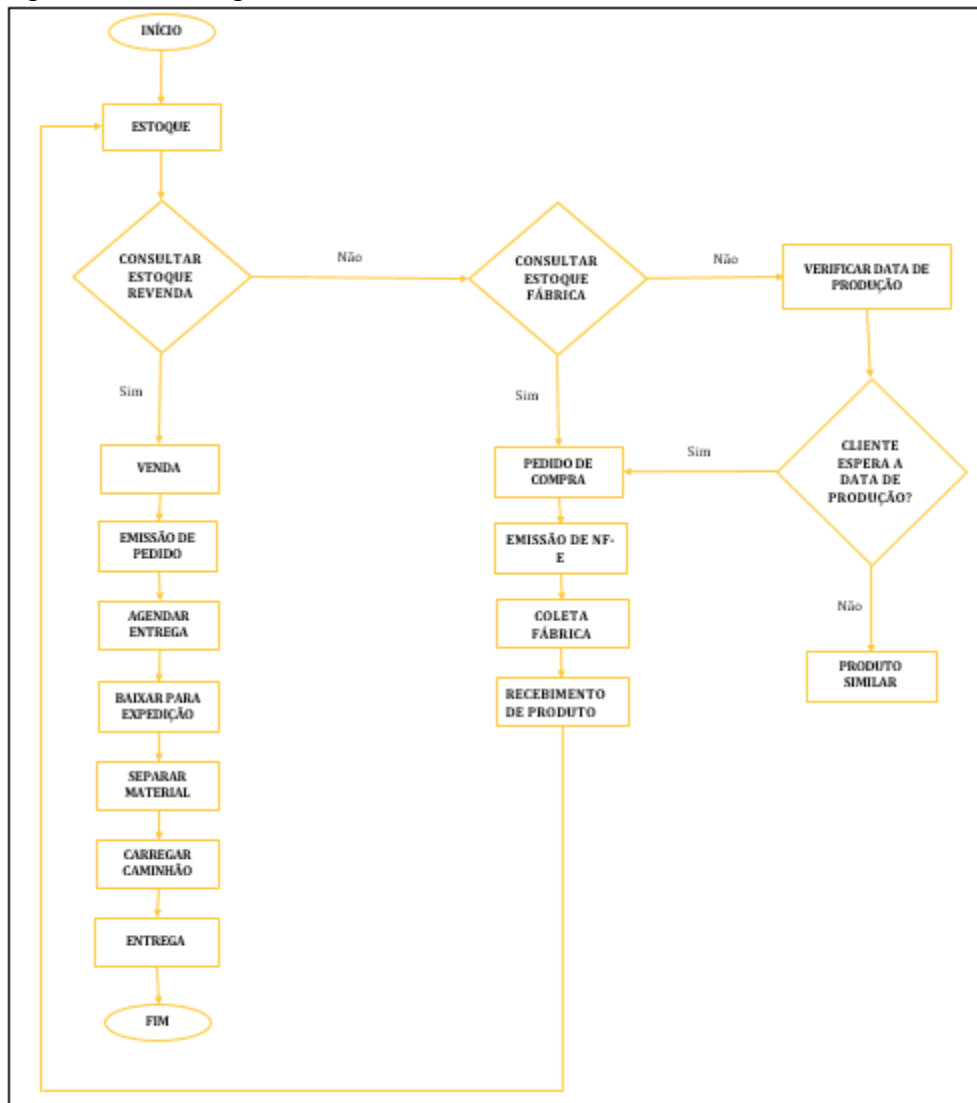 INÍCIO
ESTOQUE
CONSULTAR
ESTOQUE
REVENDA
Não
CONSULTAR
ESTOQUE
FÁBRICA
Não
VERIFICAR DATA DE
PRODUÇÃO
Sim
VENDA
EMISSÃO DE
PEDIDO
AGENDAR
ENTREGA
BAIXAR PARA
EXPEDIÇÃO
SEPARAR
MATERIAL
CARREGAR
CAMINHÃO
ENTREGA
FIM
Sim
PEDIDO DE
COMPRA
EMISSÃO DE NF-
E
COLETA
FÁBRICA
RECEBIMENTO
DE PRODUTO
Sim
CLIENTE
ESPERA A
DATA DE
PRODUÇÃO?
Não
PRODUTO
SIMILAR